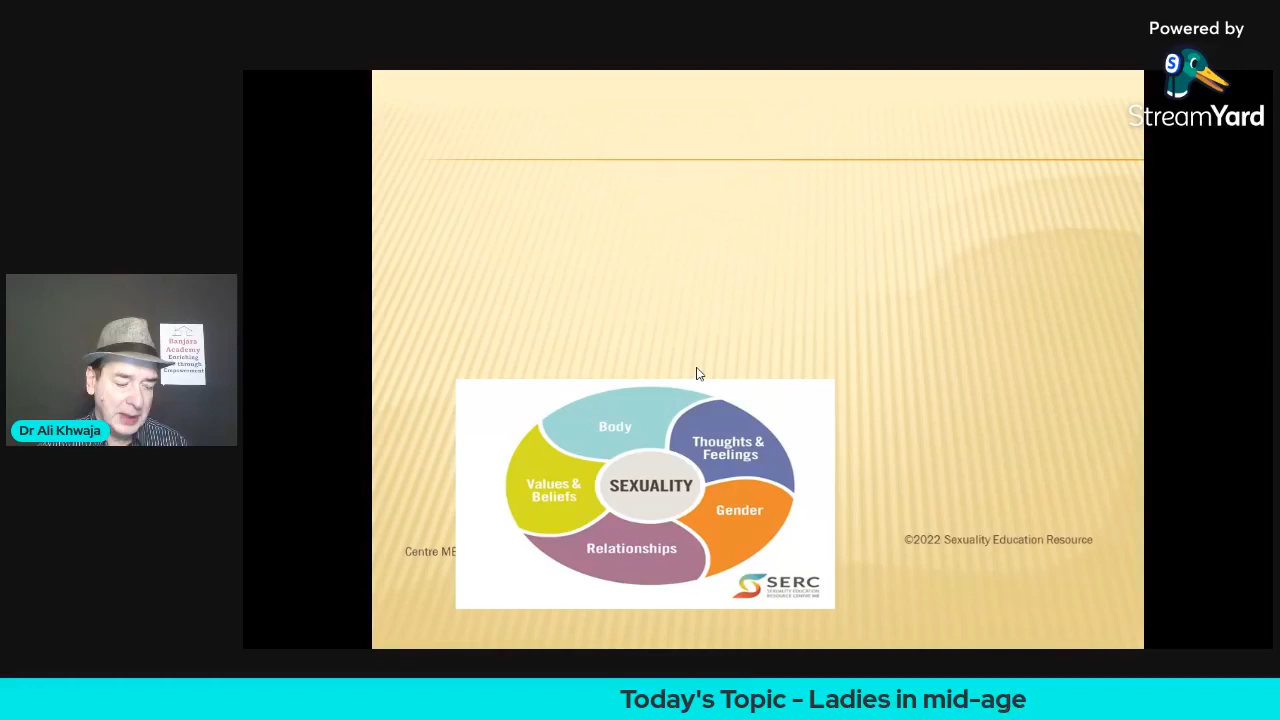 Powered by
StreamYard
Banjara
Academy
Enriching
through
Empowerment
Dr Ali Khwaja
Body
Thoughts &
Feelings
Values &
Beliefs
SEXUALITY
Gender
Relationships
SERC
SEXUALITY EDUCATION
RESOURCE CENTRE MB
©2022 Sexuality Education Resource
Centre MB
Today's Topic - Ladies in mid-age